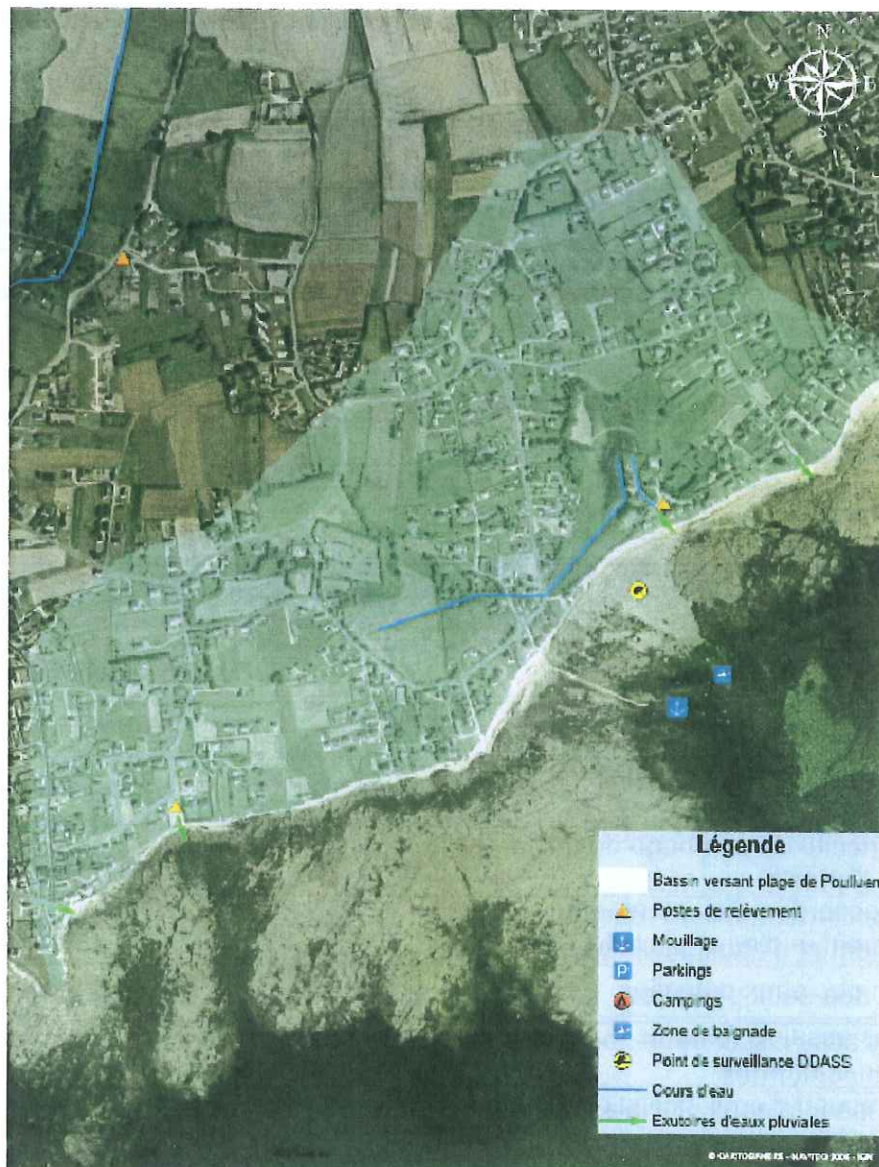 N
W E
S
Légende
Bassin versant plage de Poulluen
Postes de relèvement
Mouillage
P Parkings
Campings
Zone de baignade
Point de surveillance DDASS
Cours d'eau
Exutoires d'eaux pluviales